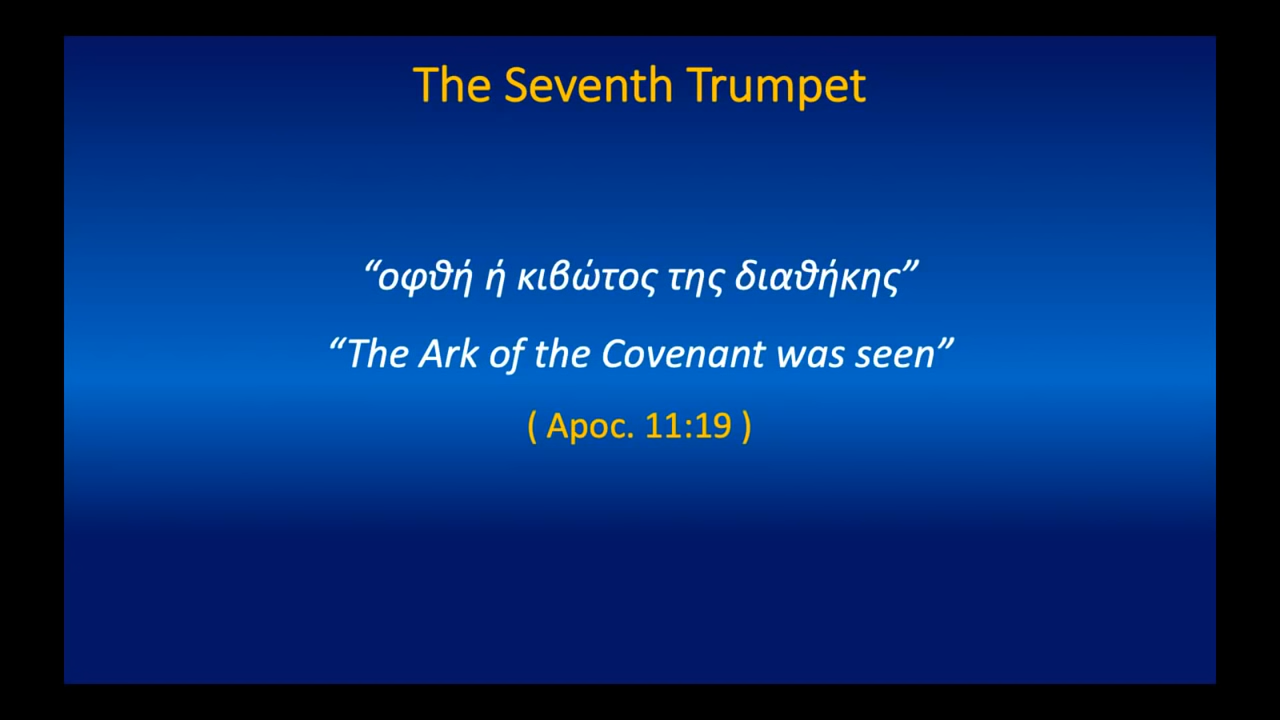 The Seventh Trumpet
“οφθή ή κιβώτος της διαθήκης”
“The Ark of the Covenant was seen”
( Apoc. 11:19 )